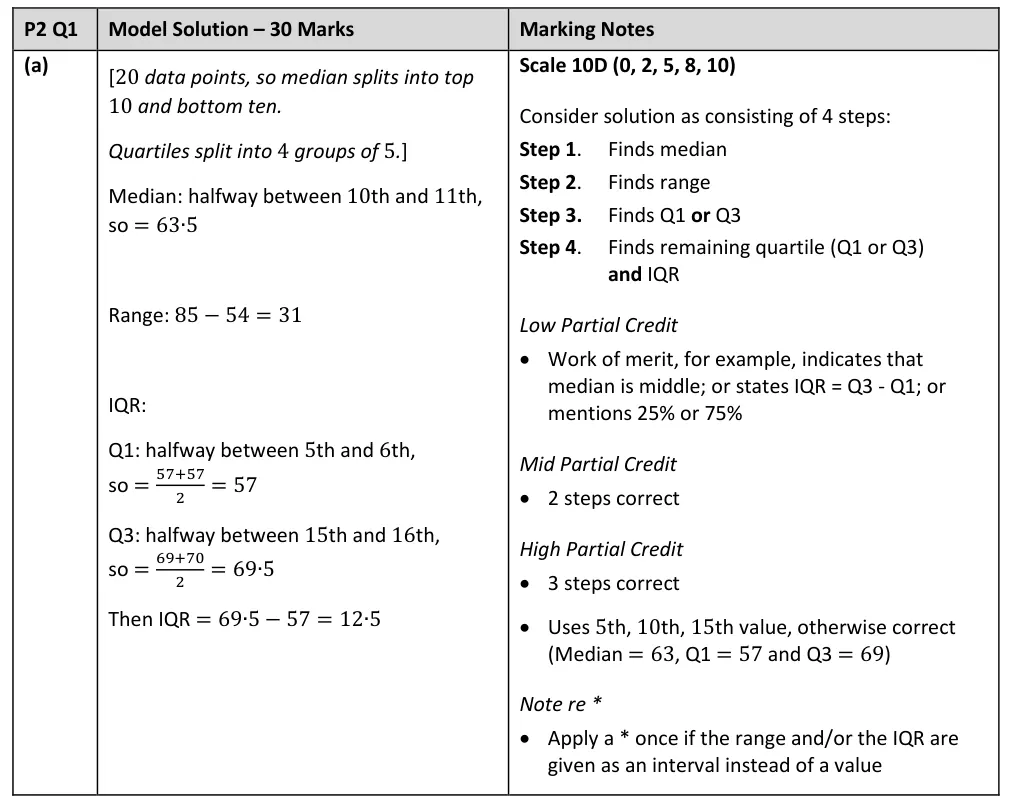 P2 Q1 Model Solution – 30 Marks Marking Notes
(a)
[20 data points, so median splits into top
10 and bottom ten.
Quartiles split into 4 groups of 5.]
Median: halfway between 10th and 11th,
so = 63·5
Range: 85 − 54 = 31
IQR:
Q1: halfway between 5th and 6th,
so = (57+57)/2 = 57
Q3: halfway between 15th and 16th,
so = (69+70)/2 = 69·5
Then IQR = 69·5 − 57 = 12·5
Scale 10D (0, 2, 5, 8, 10)
Consider solution as consisting of 4 steps:
Step 1. Finds median
Step 2. Finds range
Step 3. Finds Q1 or Q3
Step 4. Finds remaining quartile (Q1 or Q3)
and IQR
Low Partial Credit
• Work of merit, for example, indicates that
median is middle; or states IQR = Q3 - Q1; or
mentions 25% or 75%
Mid Partial Credit
• 2 steps correct
High Partial Credit
• 3 steps correct
• Uses 5th, 10th, 15th value, otherwise correct
(Median = 63, Q1 = 57 and Q3 = 69)
Note re *
• Apply a * once if the range and/or the IQR are
given as an interval instead of a value